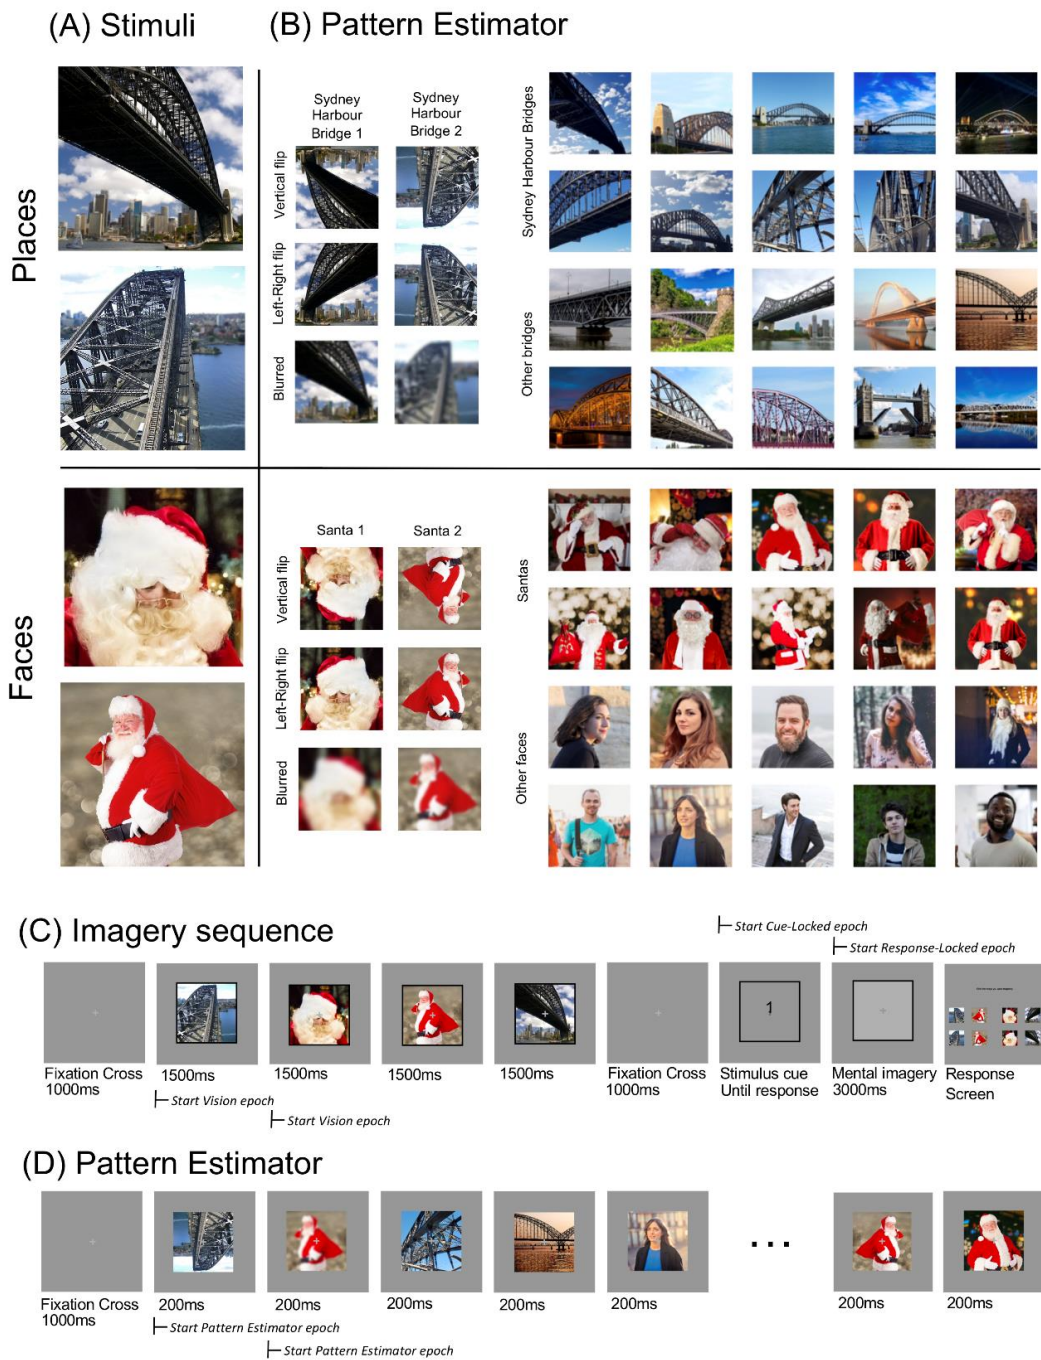 (A) Stimuli
(B) Pattern Estimator
Places
Sydney
Harbour
Bridge 1
Sydney
Harbour
Bridge 2
Vertical flip
Left-Right flip
Blurred
Sydney Harbour Bridges
Other bridges
Faces
Santa 1
Santa 2
Vertical flip
Left-Right flip
Blurred
Santas
Other faces
(C) Imagery sequence
Start Cue-Locked epoch
Start Response-Locked epoch
1
Fixation Cross
1000ms
1500ms
1500ms
1500ms
1500ms
Fixation Cross
1000ms
Stimulus cue
Until response
Mental imagery
3000ms
Response
Screen
Start Vision epoch
Start Vision epoch
(D) Pattern Estimator
...
Fixation Cross
1000ms
200ms
200ms
200ms
200ms
200ms
200ms
200ms
Start Pattern Estimator epoch
Start Pattern Estimator epoch